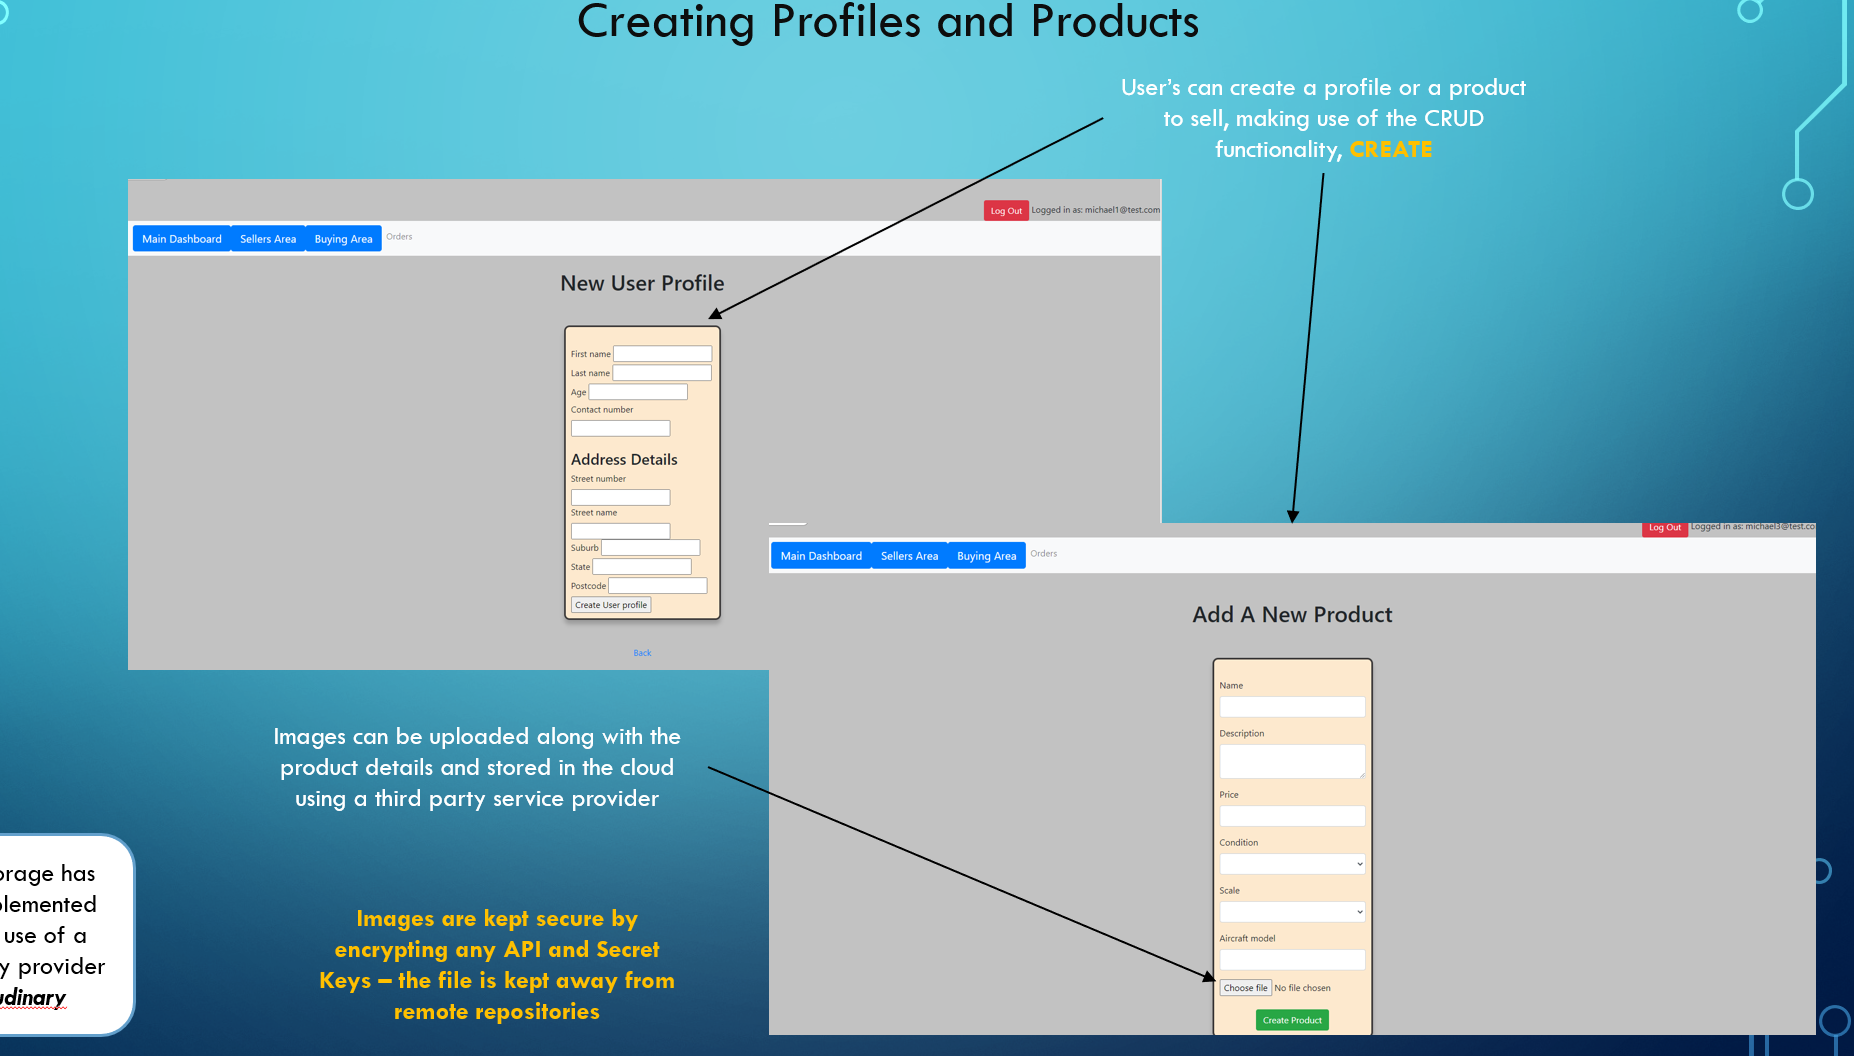 Creating Profiles and Products
User's can create a profile or a product
to sell, making use of the CRUD
functionality, CREATE
Log Out Logged in as: michael1@test.com
Main Dashboard Sellers Area Buying Area Orders
New User Profile
First name
Last name
Age
Contact number
Address Details
Street number
Street name
Suburb
State
Postcode
Create User profile
Back
Log Out Logged in as: michael3@test.co
Main Dashboard Sellers Area Buying Area Orders
Add A New Product
Name
Description
Price
Condition
Scale
Aircraft model
Choose file No file chosen
Create Product
Images can be uploaded along with the
product details and stored in the cloud
using a third party service provider
Images are kept secure by
encrypting any API and Secret
Keys – the file is kept away from
remote repositories
orage has
lemented
use of a
y provider
udinary